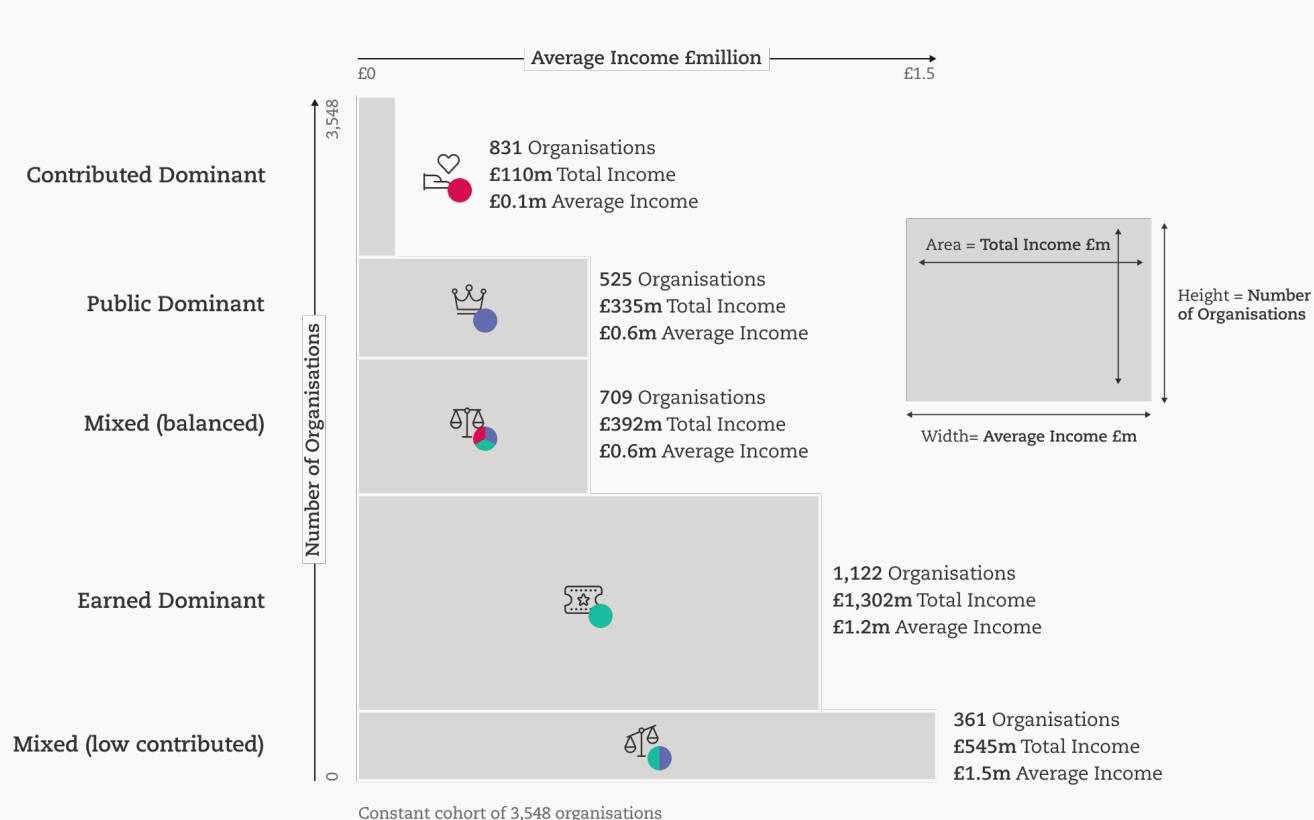 Average Income £million
£0
£1.5
3,548
Number of Organisations
0
Contributed Dominant
831 Organisations
£110m Total Income
£0.1m Average Income
Public Dominant
525 Organisations
£335m Total Income
£0.6m Average Income
Mixed (balanced)
709 Organisations
£392m Total Income
£0.6m Average Income
Earned Dominant
1,122 Organisations
£1,302m Total Income
£1.2m Average Income
Mixed (low contributed)
361 Organisations
£545m Total Income
£1.5m Average Income
Area = Total Income £m
Height = Number
of Organisations
Width= Average Income £m
Constant cohort of 3,548 organisations